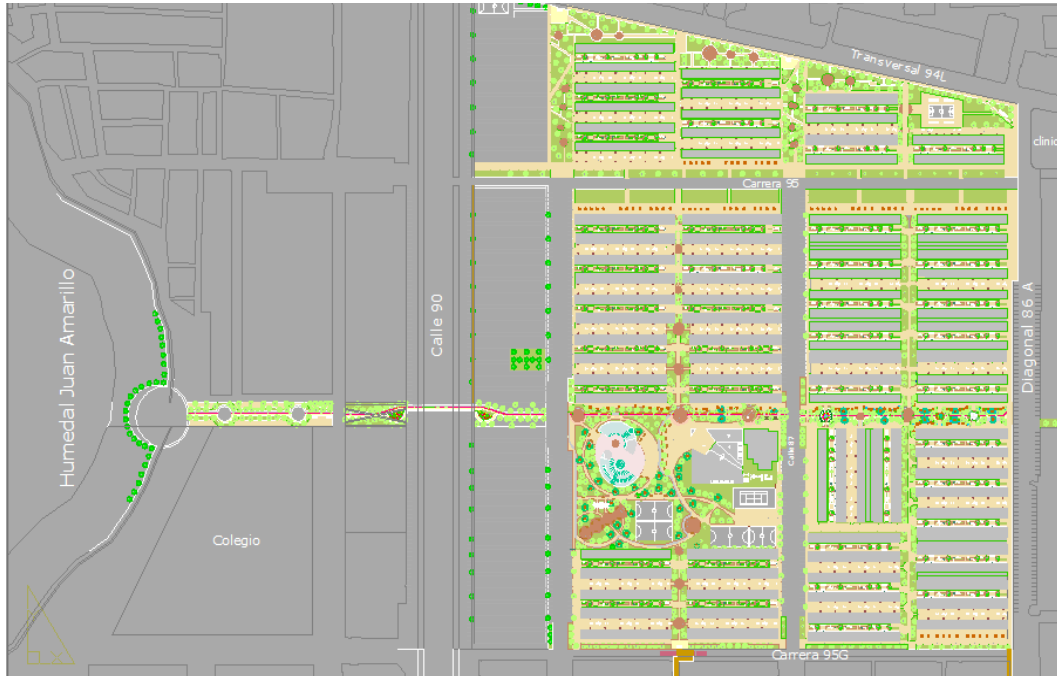 Transversal 94L
clinic
Carrera 95
Humedal Juan Amarillo
Calle 90
Diagonal 86 A
Calle 87
Colegio
Carrera 95G